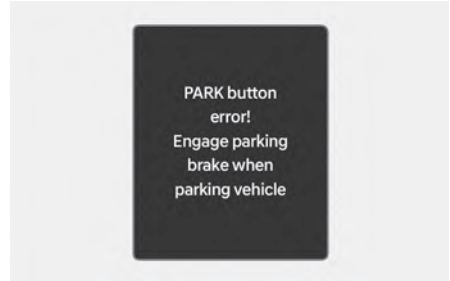 PARK button
error!
Engage parking
brake when
parking vehicle